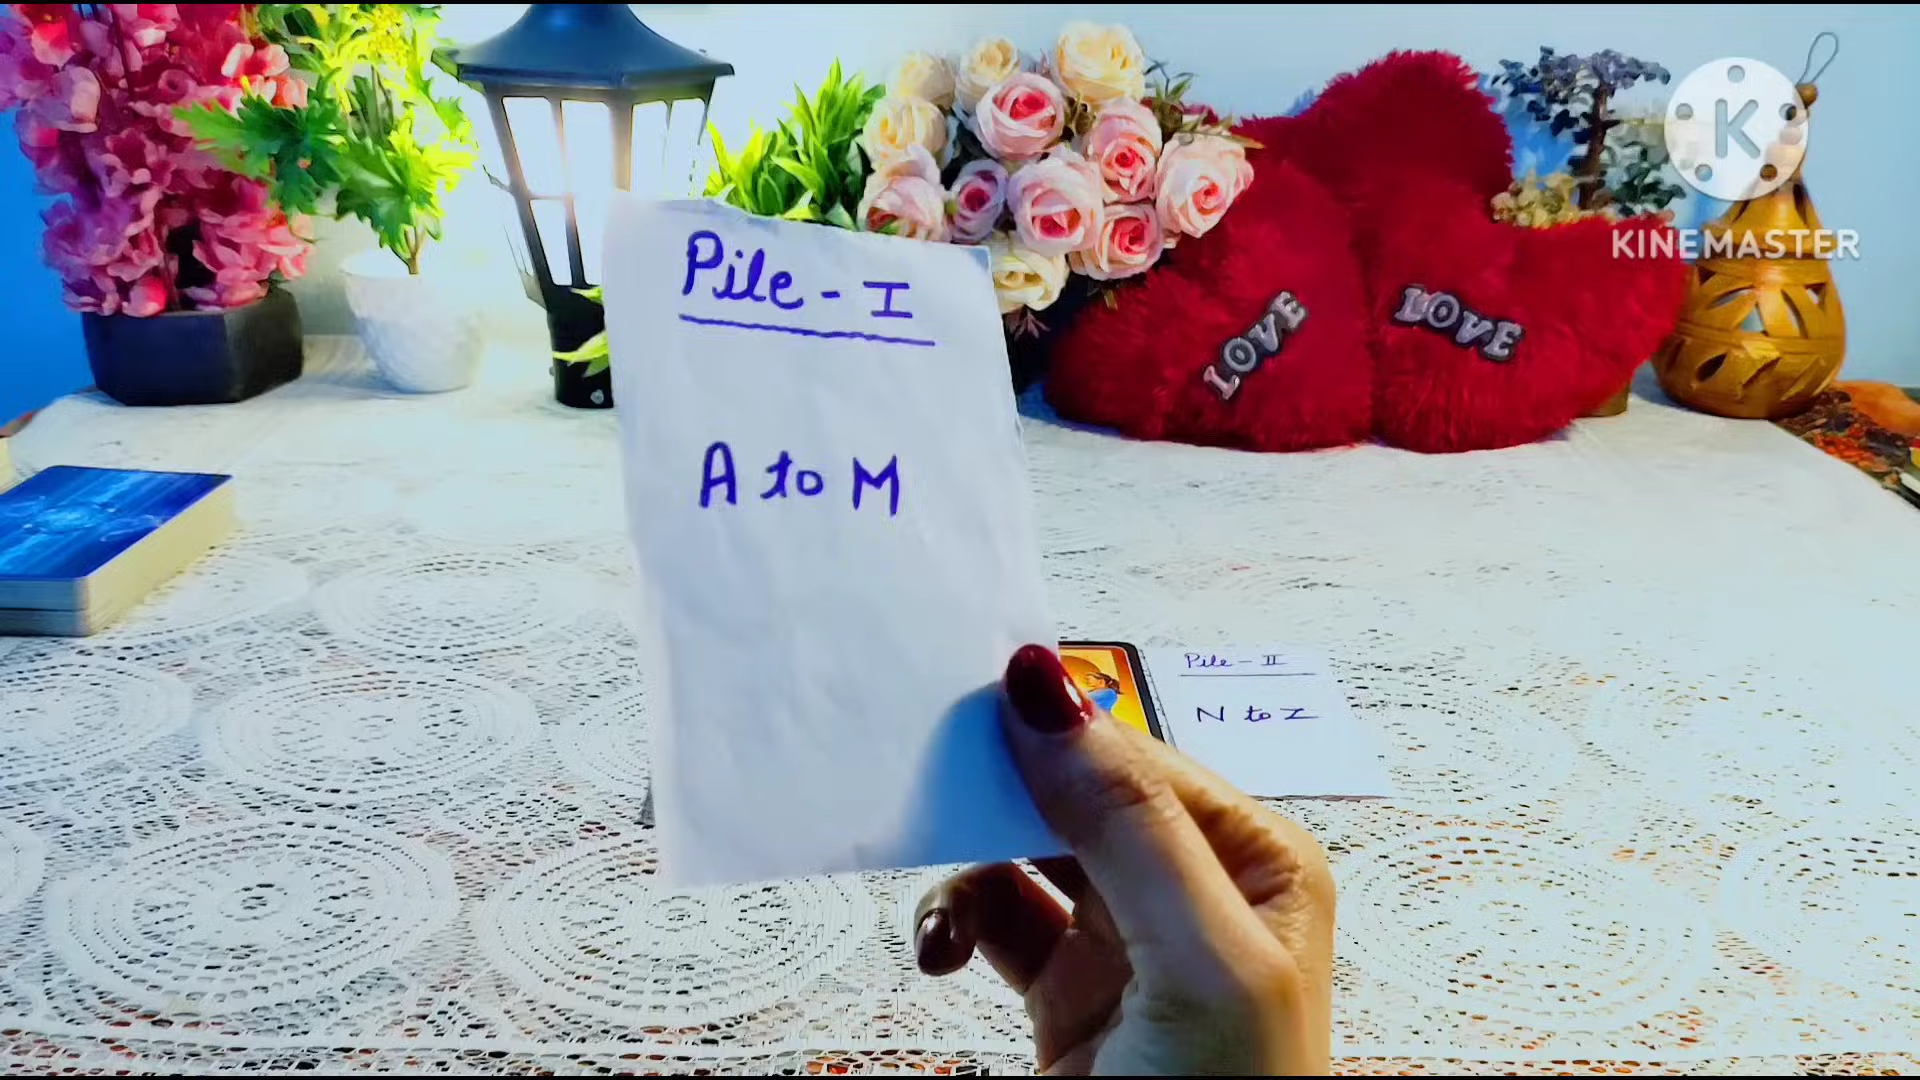 Pile - I
A to M
Pile - II
N to Z
LOVE
LOVE
K
KINEMASTER